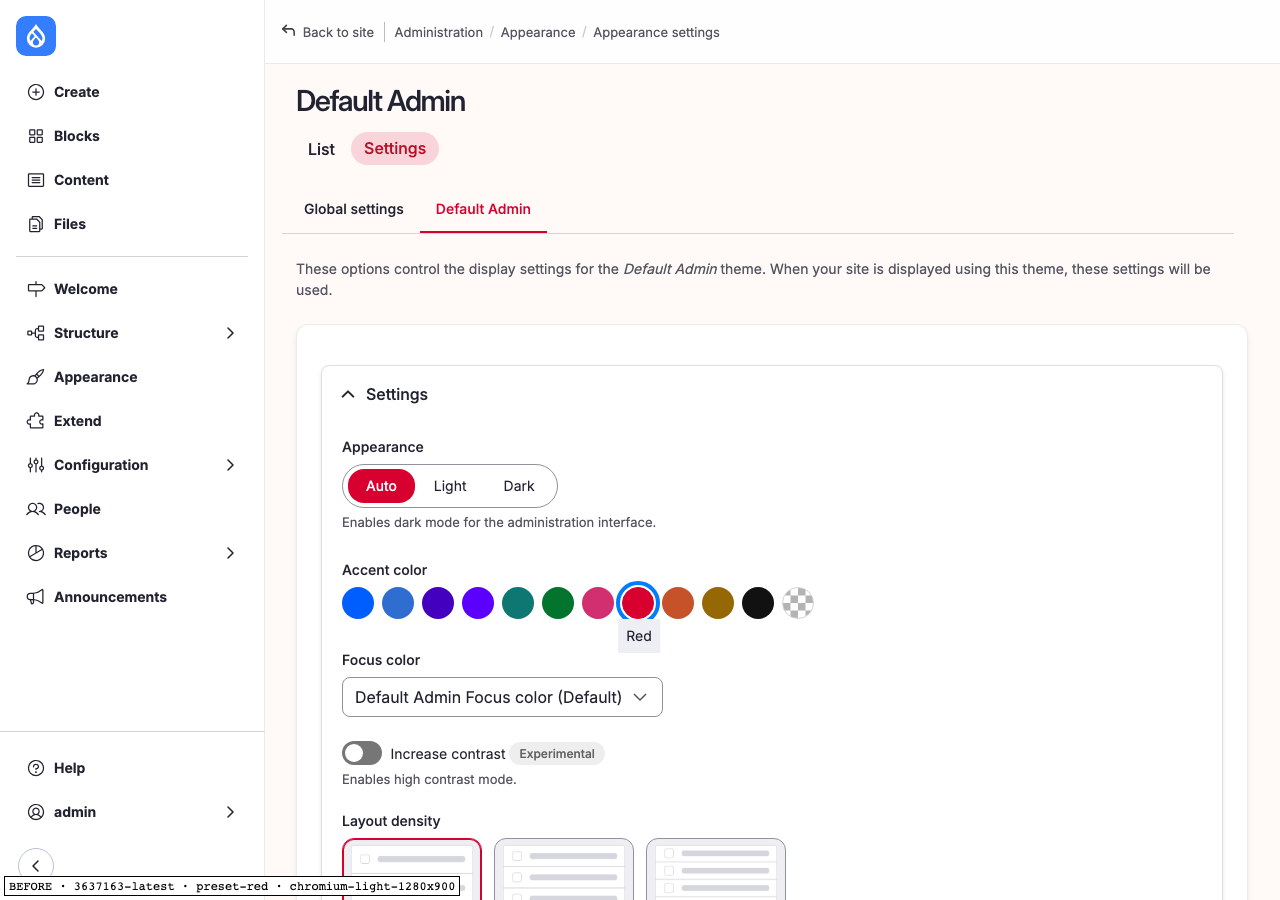 Back to site
Administration / Appearance / Appearance settings
Create
Blocks
Content
Files
Welcome
Structure
Appearance
Extend
Configuration
People
Reports
Announcements
Help
admin
Default Admin
List
Settings
Global settings
Default Admin
These options control the display settings for the Default Admin theme. When your site is displayed using this theme, these settings will be
used.
Settings
Appearance
Auto
Light
Dark
Enables dark mode for the administration interface.
Accent color
Red
Focus color
Default Admin Focus color (Default)
Increase contrast
Experimental
Enables high contrast mode.
Layout density
BEFORE · 3637163-latest · preset-red · chromium-light-1280x900